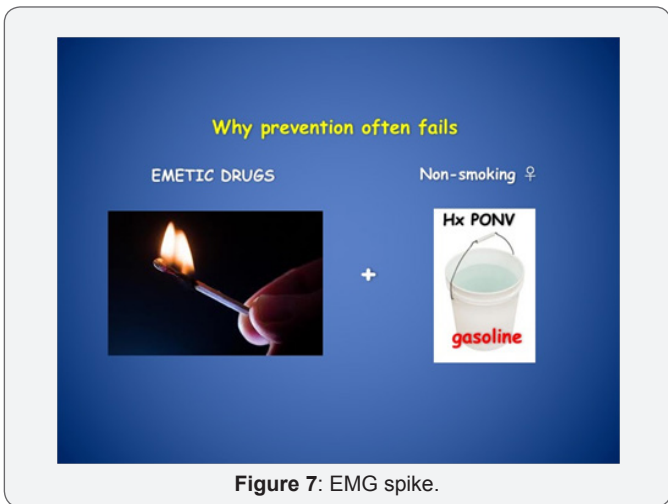 Why prevention often fails
EMETIC DRUGS
Non-smoking ♀
Hx PONV
+
gasoline
Figure 7: EMG spike.